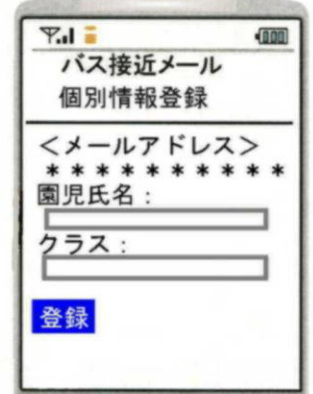 バス接近メール
個別情報登録
＜メールアドレス＞
＊＊＊＊＊＊＊＊＊＊
園児氏名：
クラス：
登録